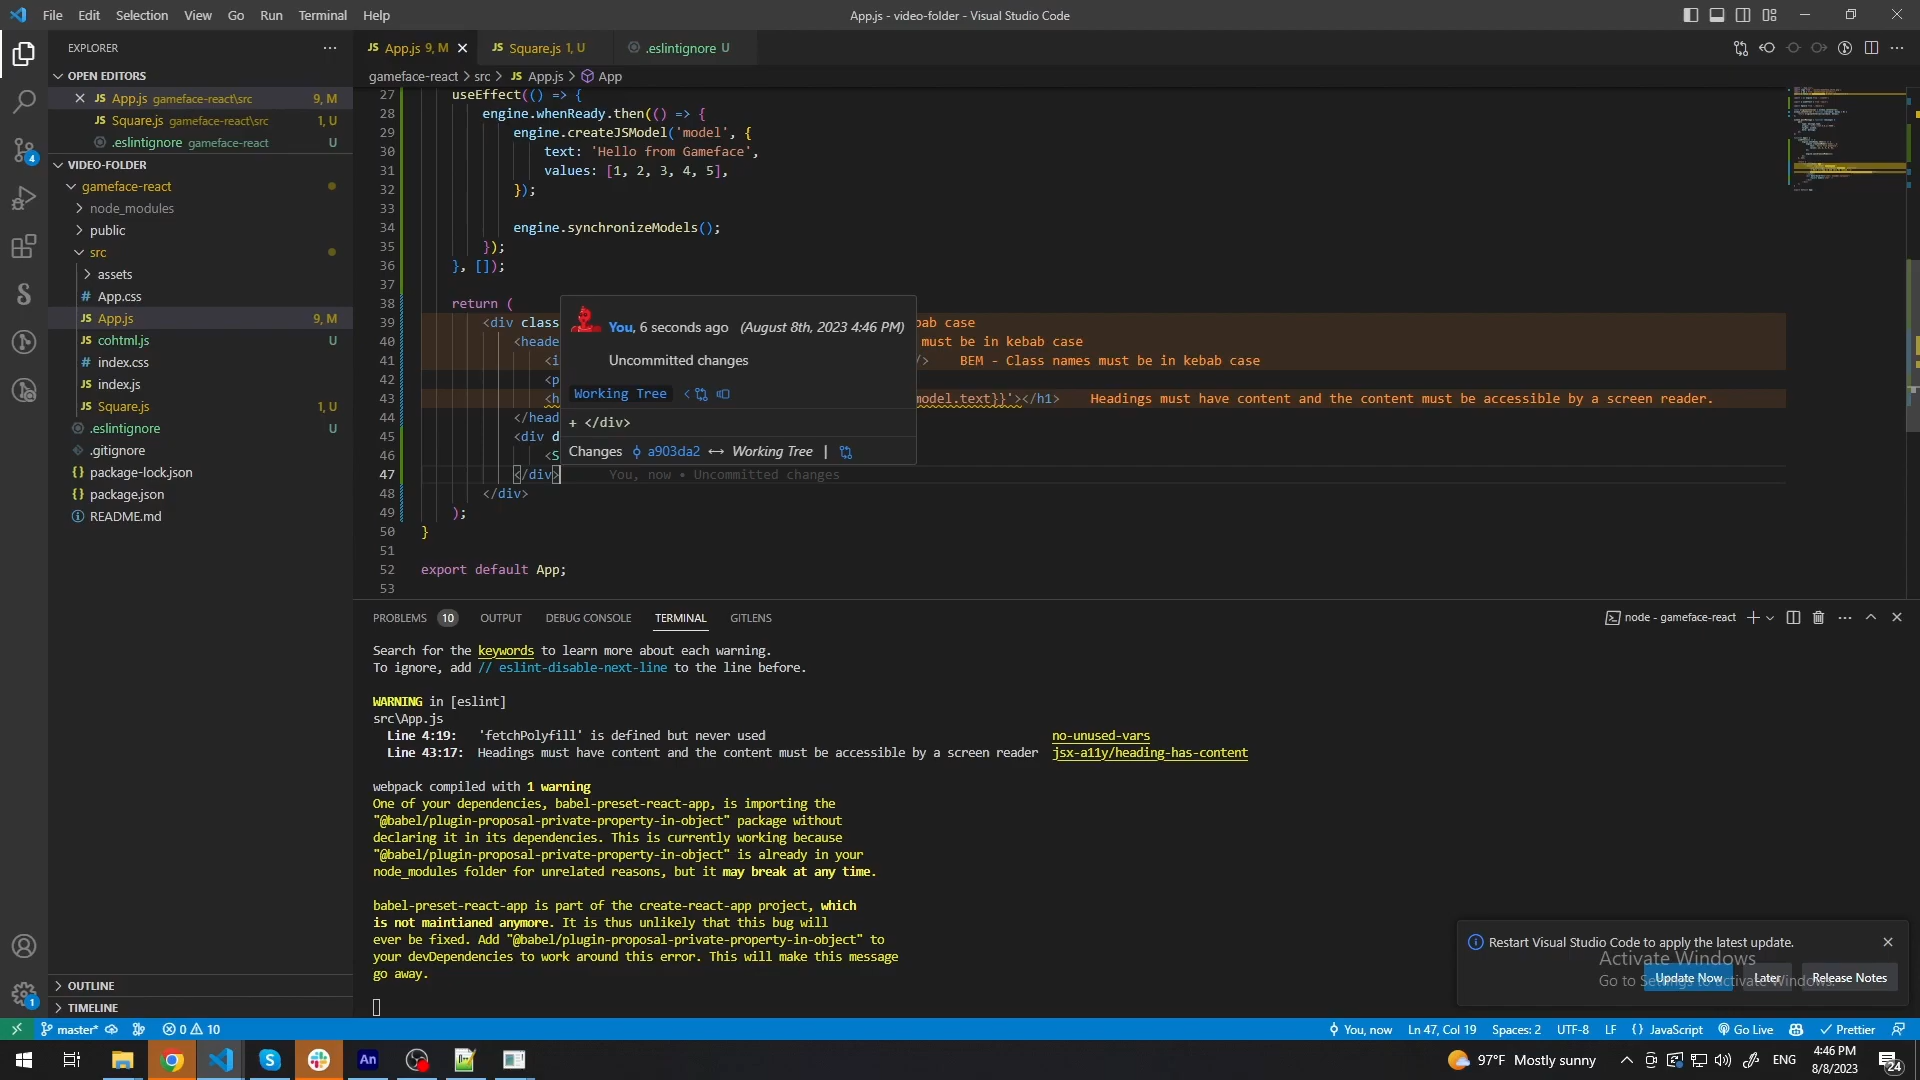 File Edit Selection View Go Run Terminal Help
App.js - video-folder - Visual Studio Code
EXPLORER
OPEN EDITORS
App.js gameface-react\src 9, M
Square.js gameface-react\src 1, U
.eslintignore gameface-react U
VIDEO-FOLDER
gameface-react
node_modules
public
src
assets
App.css
App.js 9, M
cohtml.js U
index.css
index.js
Square.js 1, U
.eslintignore U
.gitignore
package-lock.json
package.json
README.md
OUTLINE
TIMELINE
App.js 9, M
Square.js 1, U
.eslintignore U
gameface-react > src > App.js > App
27 useEffect(() => {
28 engine.whenReady.then(() => {
29 engine.createJSModel('model', {
30 text: 'Hello from Gameface',
31 values: [1, 2, 3, 4, 5],
32 });
33
34 engine.synchronizeModels();
35 });
36 }, []);
37
38 return (
39 <div class bab case
40 <heade must be in kebab case
41 <i /> BEM - Class names must be in kebab case
42 <p
43 <h model.text}}'></h1> Headings must have content and the content must be accessible by a screen reader.
44 </head
45 <div d
46 <S
47 </div> You, now • Uncommitted changes
48 </div>
49 );
50 }
51
52 export default App;
53
You, 6 seconds ago (August 8th, 2023 4:46 PM)
Uncommitted changes
Working Tree
+ </div>
Changes a903da2 ↔ Working Tree |
PROBLEMS 10 OUTPUT DEBUG CONSOLE TERMINAL GITLENS
node - gameface-react
Search for the keywords to learn more about each warning.
To ignore, add // eslint-disable-next-line to the line before.
WARNING in [eslint]
src\App.js
Line 4:19: 'fetchPolyfill' is defined but never used no-unused-vars
Line 43:17: Headings must have content and the content must be accessible by a screen reader jsx-a11y/heading-has-content
webpack compiled with 1 warning
One of your dependencies, babel-preset-react-app, is importing the
"@babel/plugin-proposal-private-property-in-object" package without
declaring it in its dependencies. This is currently working because
"@babel/plugin-proposal-private-property-in-object" is already in your
node_modules folder for unrelated reasons, but it may break at any time.
babel-preset-react-app is part of the create-react-app project, which
is not maintianed anymore. It is thus unlikely that this bug will
ever be fixed. Add "@babel/plugin-proposal-private-property-in-object" to
your devDependencies to work around this error. This will make this message
go away.
Restart Visual Studio Code to apply the latest update.
Activate Windows
Go to Settings to activate Windows.
Update Now Later Release Notes
4
1
master* 0 10
You, now Ln 47, Col 19 Spaces: 2 UTF-8 LF {} JavaScript Go Live Prettier
An
97°F Mostly sunny
ENG
4:46 PM
8/8/2023
24